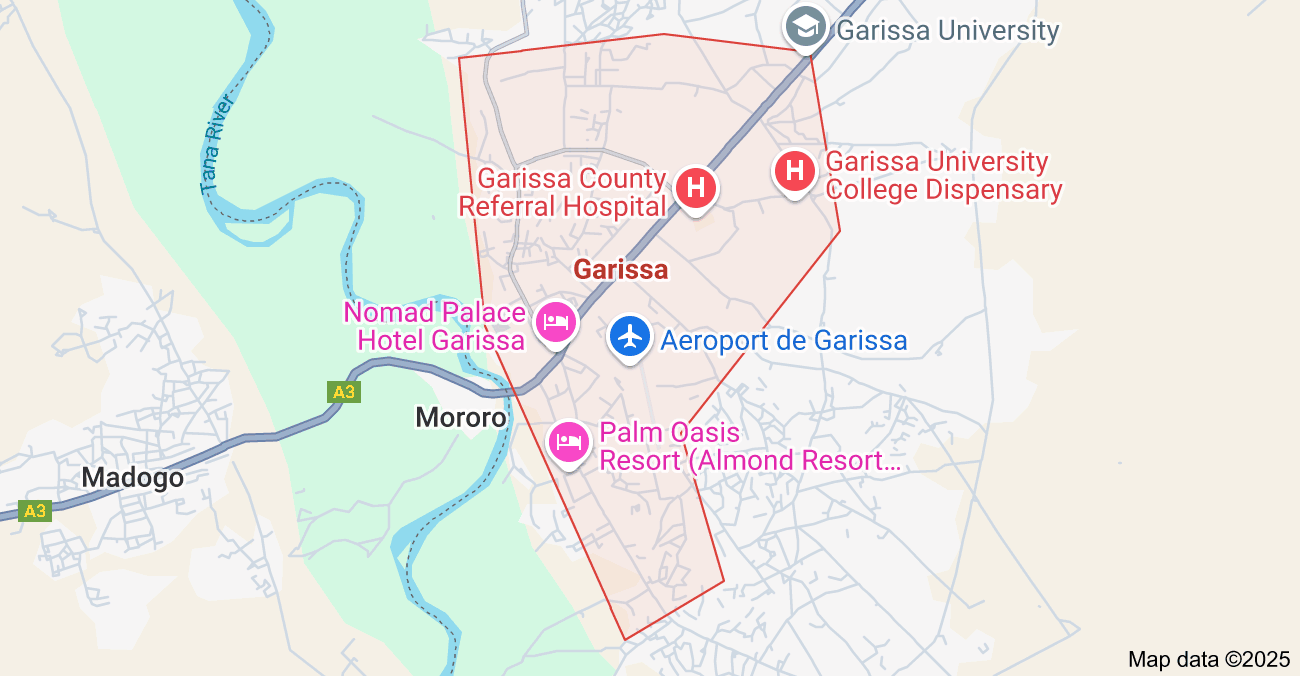 Garissa University
Tana River
Garissa University
College Dispensary
Garissa County
Referral Hospital
H
H
Garissa
Nomad Palace
Hotel Garissa
Aeroport de Garissa
A3
Mororo
Palm Oasis
Resort (Almond Resort...
Madogo
A3
Map data ©2025